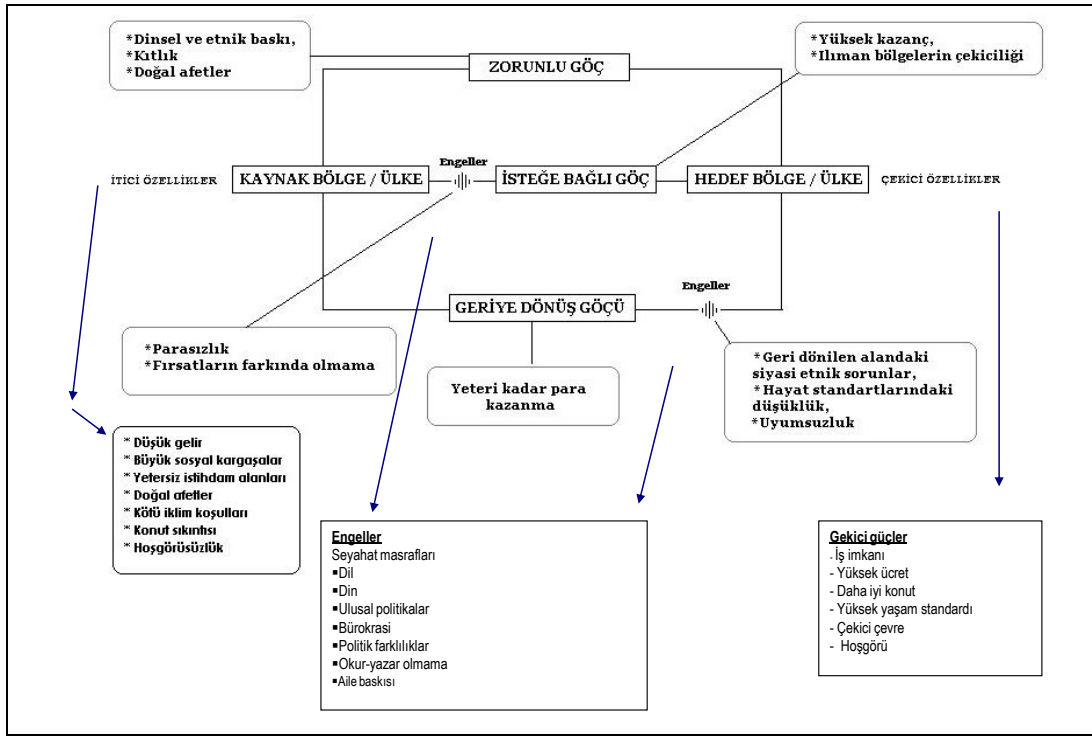 *Dinsel ve etnik baskı,
*Kıtlık
*Doğal afetler
*Yüksek kazanç,
*Ilıman bölgelerin çekiciliği
ZORUNLU GÖÇ
İTİCİ ÖZELLİKLER
KAYNAK BÖLGE / ÜLKE
Engeller
İSTEĞE BAĞLI GÖÇ
HEDEF BÖLGE / ÜLKE
ÇEKİCİ ÖZELLİKLER
Engeller
GERİYE DÖNÜŞ GÖÇÜ
*Parasızlık
*Fırsatların farkında olmama
Yeteri kadar para
kazanma
*Geri dönilen alandaki
siyasi etnik sorunlar,
*Hayat standartlarındaki
düşüklük,
*Uyumsuzluk
* Düşük gelir
* Büyük sosyal kargaşalar
* Yetersiz istihdam alanları
* Doğal afetler
* Kötü iklim koşulları
* Konut sıkıntısı
* Hoşgörüsüzlük
Engeller
Seyahat masrafları
▪Dil
▪Din
▪Ulusal politikalar
▪Bürokrasi
▪Politik farklılıklar
▪Okur-yazar olmama
▪Aile baskısı
Gekici güçler
- İş imkanı
- Yüksek ücret
- Daha iyi konut
- Yüksek yaşam standardı
- Çekici çevre
- Hoşgörü